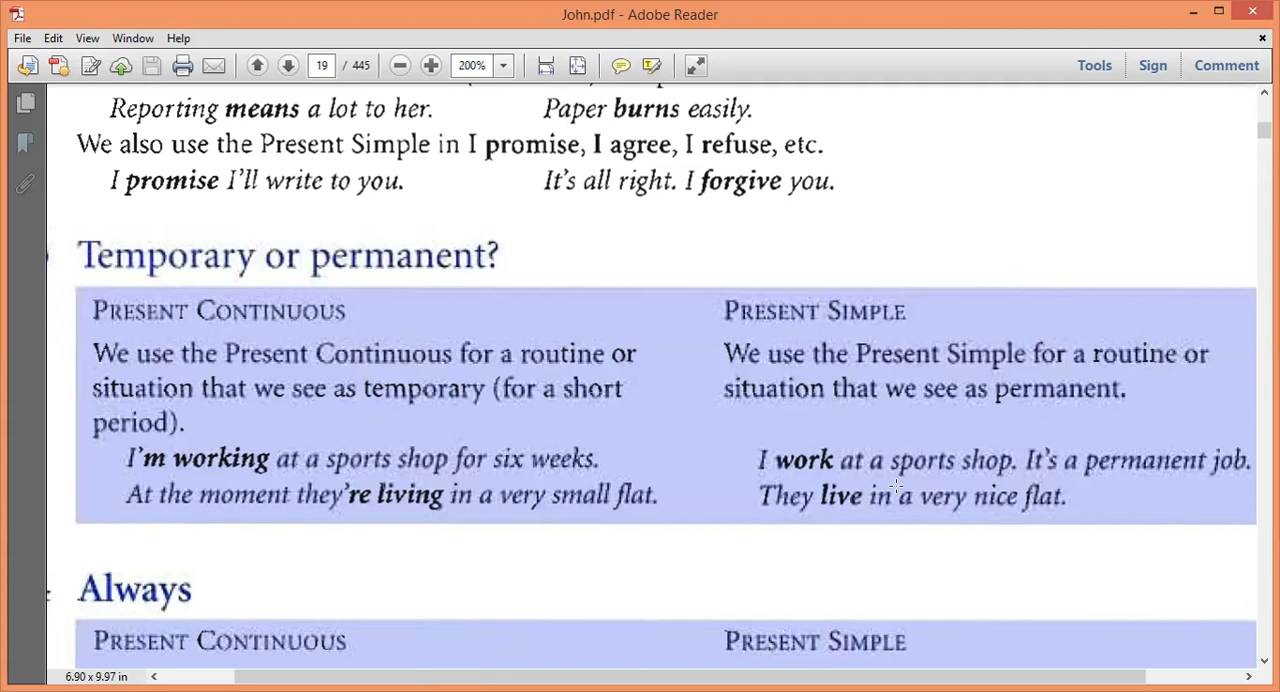 John.pdf - Adobe Reader
File Edit View Window Help
19 / 445 200% Tools Sign Comment
Reporting means a lot to her. Paper burns easily.
We also use the Present Simple in I promise, I agree, I refuse, etc.
I promise I'll write to you. It's all right. I forgive you.
Temporary or permanent?
PRESENT CONTINUOUS
We use the Present Continuous for a routine or
situation that we see as temporary (for a short
period).
I'm working at a sports shop for six weeks.
At the moment they're living in a very small flat.
PRESENT SIMPLE
We use the Present Simple for a routine or
situation that we see as permanent.
I work at a sports shop. It's a permanent job.
They live in a very nice flat.
Always
PRESENT CONTINUOUS PRESENT SIMPLE
6.90 x 9.97 in